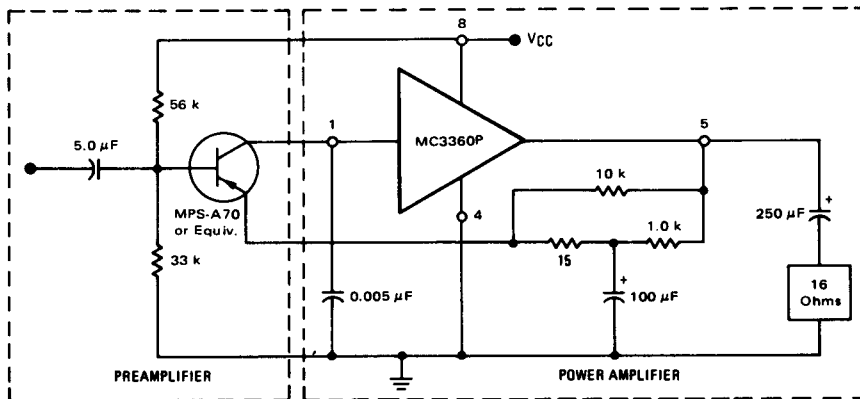 8
VCC
56 k
1
5
MC3360P
5.0 µF
10 k
MPS-A70
or Equiv.
4
1.0 k
250 µF
+
33 k
15
+
0.005 µF
100 µF
16
Ohms
PREAMPLIFIER
POWER AMPLIFIER